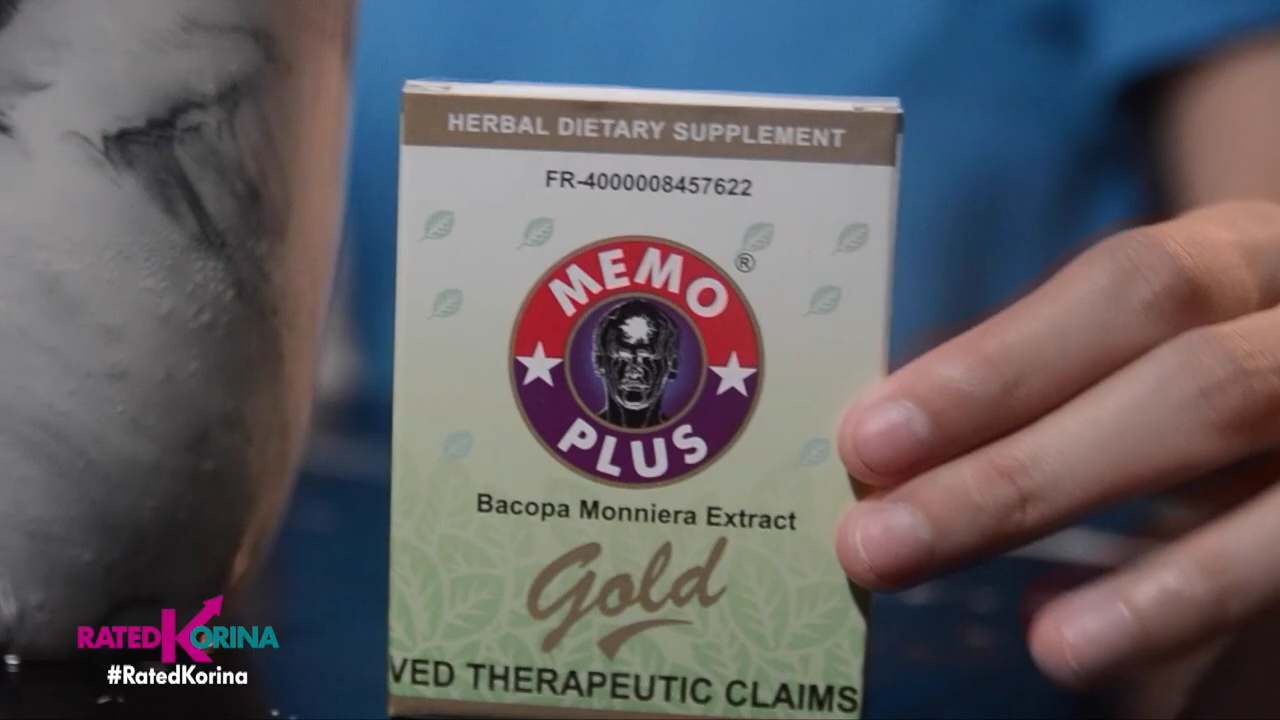 HERBAL DIETARY SUPPLEMENT
FR-4000008457622
MEMO
®
PLUS
Bacopa Monniera Extract
Gold
VED THERAPEUTIC CLAIMS
RATED KORINA
#RatedKorina